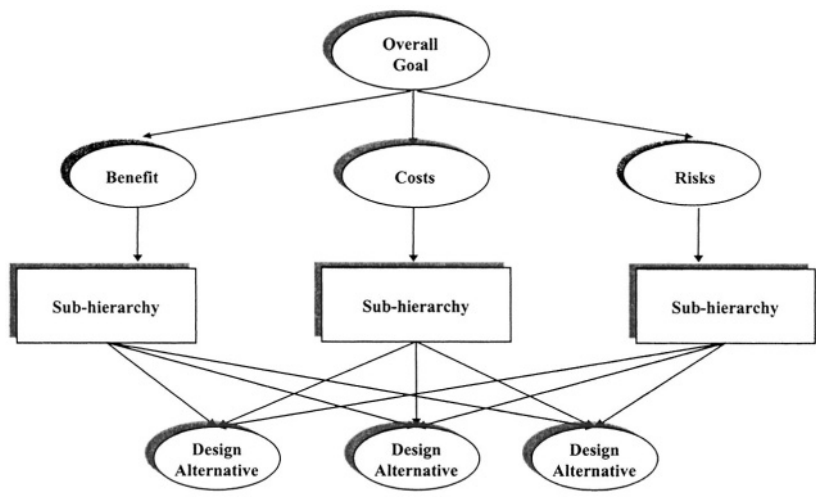 Overall
Goal
Benefit
Costs
Risks
Sub-hierarchy
Sub-hierarchy
Sub-hierarchy
Design
Alternative
Design
Alternative
Design
Alternative